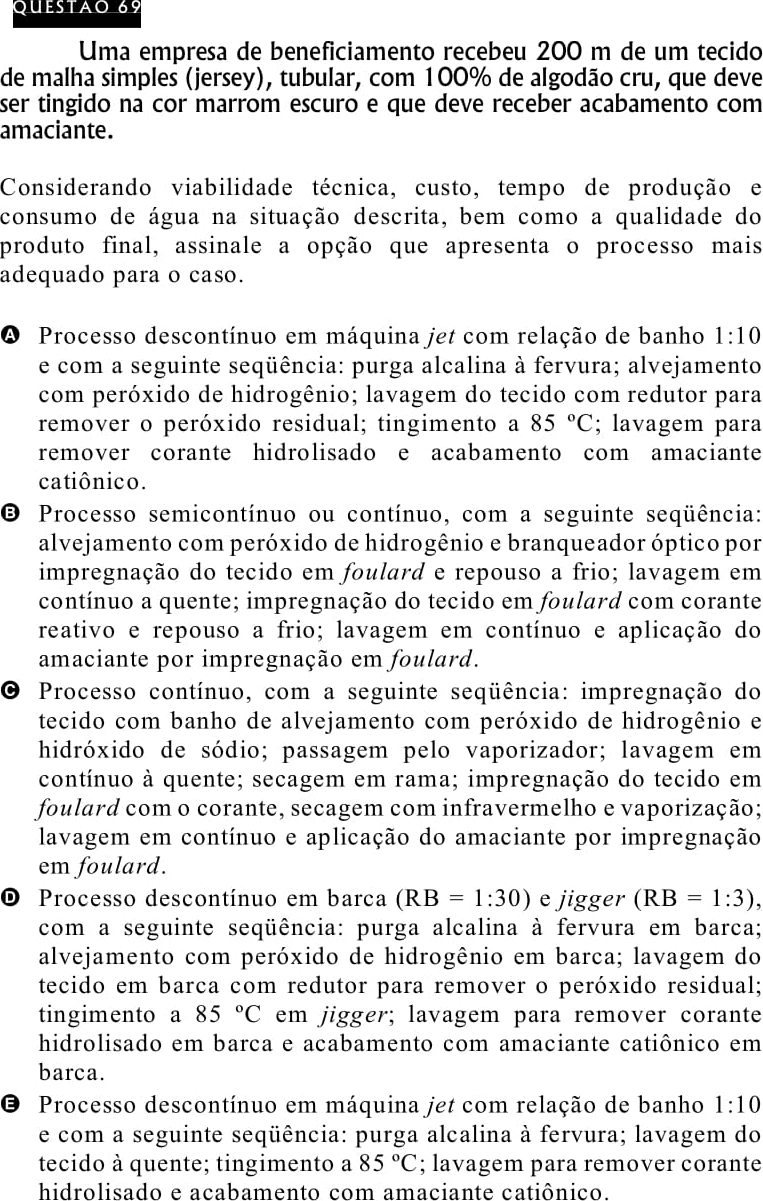 QUESTÃO 69
Uma empresa de beneficiamento recebeu 200 m de um tecido
de malha simples (jersey), tubular, com 100% de algodão cru, que deve
ser tingido na cor marrom escuro e que deve receber acabamento com
amaciante.
Considerando viabilidade técnica, custo, tempo de produção e
consumo de água na situação descrita, bem como a qualidade do
produto final, assinale a opção que apresenta o processo mais
adequado para o caso.
A Processo descontínuo em máquina jet com relação de banho 1:10
e com a seguinte seqüência: purga alcalina à fervura; alvejamento
com peróxido de hidrogênio; lavagem do tecido com redutor para
remover o peróxido residual; tingimento a 85 ºC; lavagem para
remover corante hidrolisado e acabamento com amaciante
catiônico.
B Processo semicontínuo ou contínuo, com a seguinte seqüência:
alvejamento com peróxido de hidrogênio e branqueador óptico por
impregnação do tecido em foulard e repouso a frio; lavagem em
contínuo a quente; impregnação do tecido em foulard com corante
reativo e repouso a frio; lavagem em contínuo e aplicação do
amaciante por impregnação em foulard.
C Processo contínuo, com a seguinte seqüência: impregnação do
tecido com banho de alvejamento com peróxido de hidrogênio e
hidróxido de sódio; passagem pelo vaporizador; lavagem em
contínuo à quente; secagem em rama; impregnação do tecido em
foulard com o corante, secagem com infravermelho e vaporização;
lavagem em contínuo e aplicação do amaciante por impregnação
em foulard.
D Processo descontínuo em barca (RB = 1:30) e jigger (RB = 1:3),
com a seguinte seqüência: purga alcalina à fervura em barca;
alvejamento com peróxido de hidrogênio em barca; lavagem do
tecido em barca com redutor para remover o peróxido residual;
tingimento a 85 ºC em jigger; lavagem para remover corante
hidrolisado em barca e acabamento com amaciante catiônico em
barca.
E Processo descontínuo em máquina jet com relação de banho 1:10
e com a seguinte seqüência: purga alcalina à fervura; lavagem do
tecido à quente; tingimento a 85 ºC; lavagem para remover corante
hidrolisado e acabamento com amaciante catiônico.